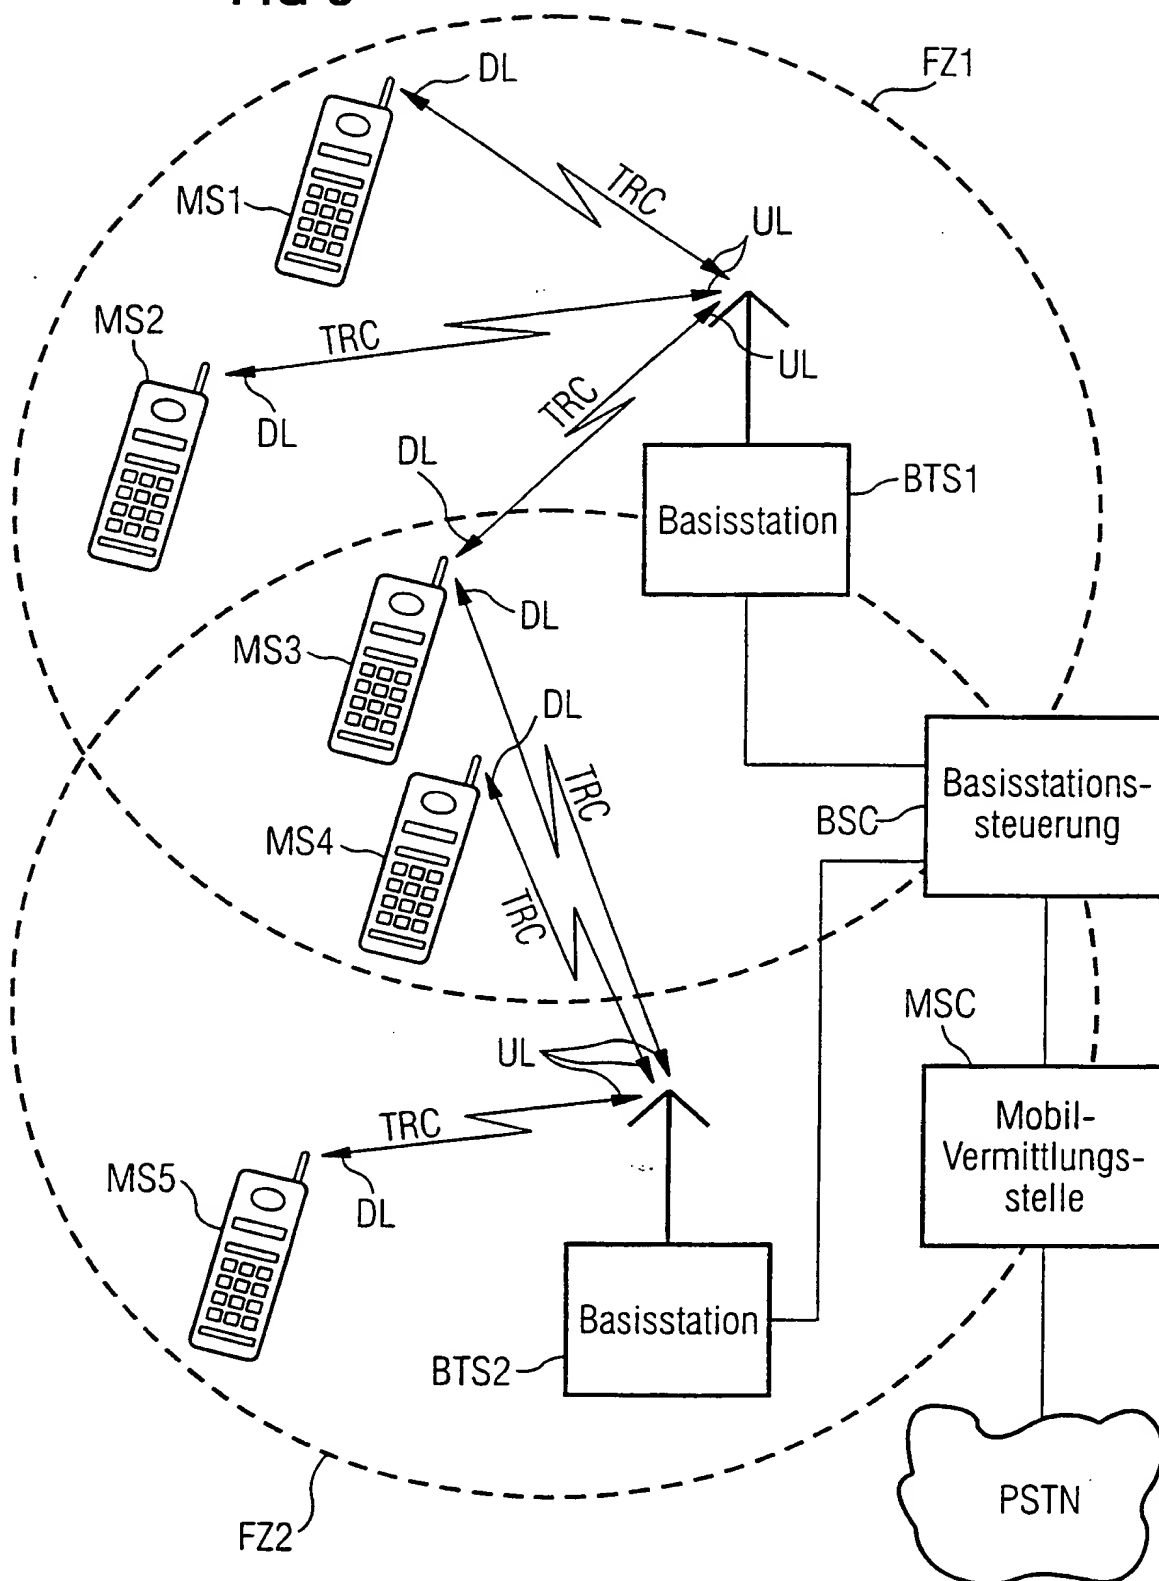 DL
FZ1
TRC
MS1
UL
MS2
TRC
UL
DL
TRC
DL
BTS1
Basisstation
DL
MS3
DL
TRC
Basisstations-
steuerung
BSC
MS4
TRC
MSC
UL
Mobil-
Vermittlungs-
stelle
TRC
MS5
DL
Basisstation
BTS2
PSTN
FZ2